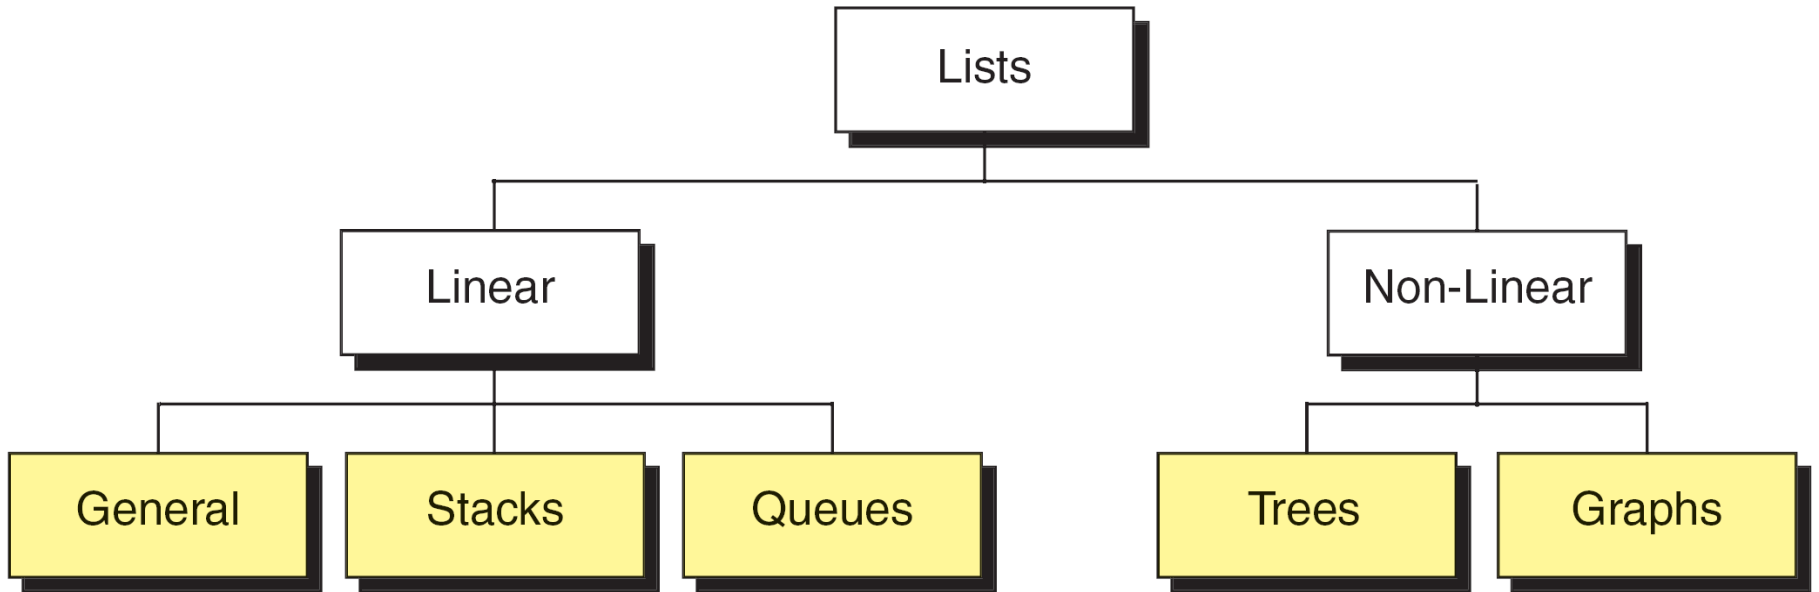 Lists
Linear
Non-Linear
General
Stacks
Queues
Trees
Graphs